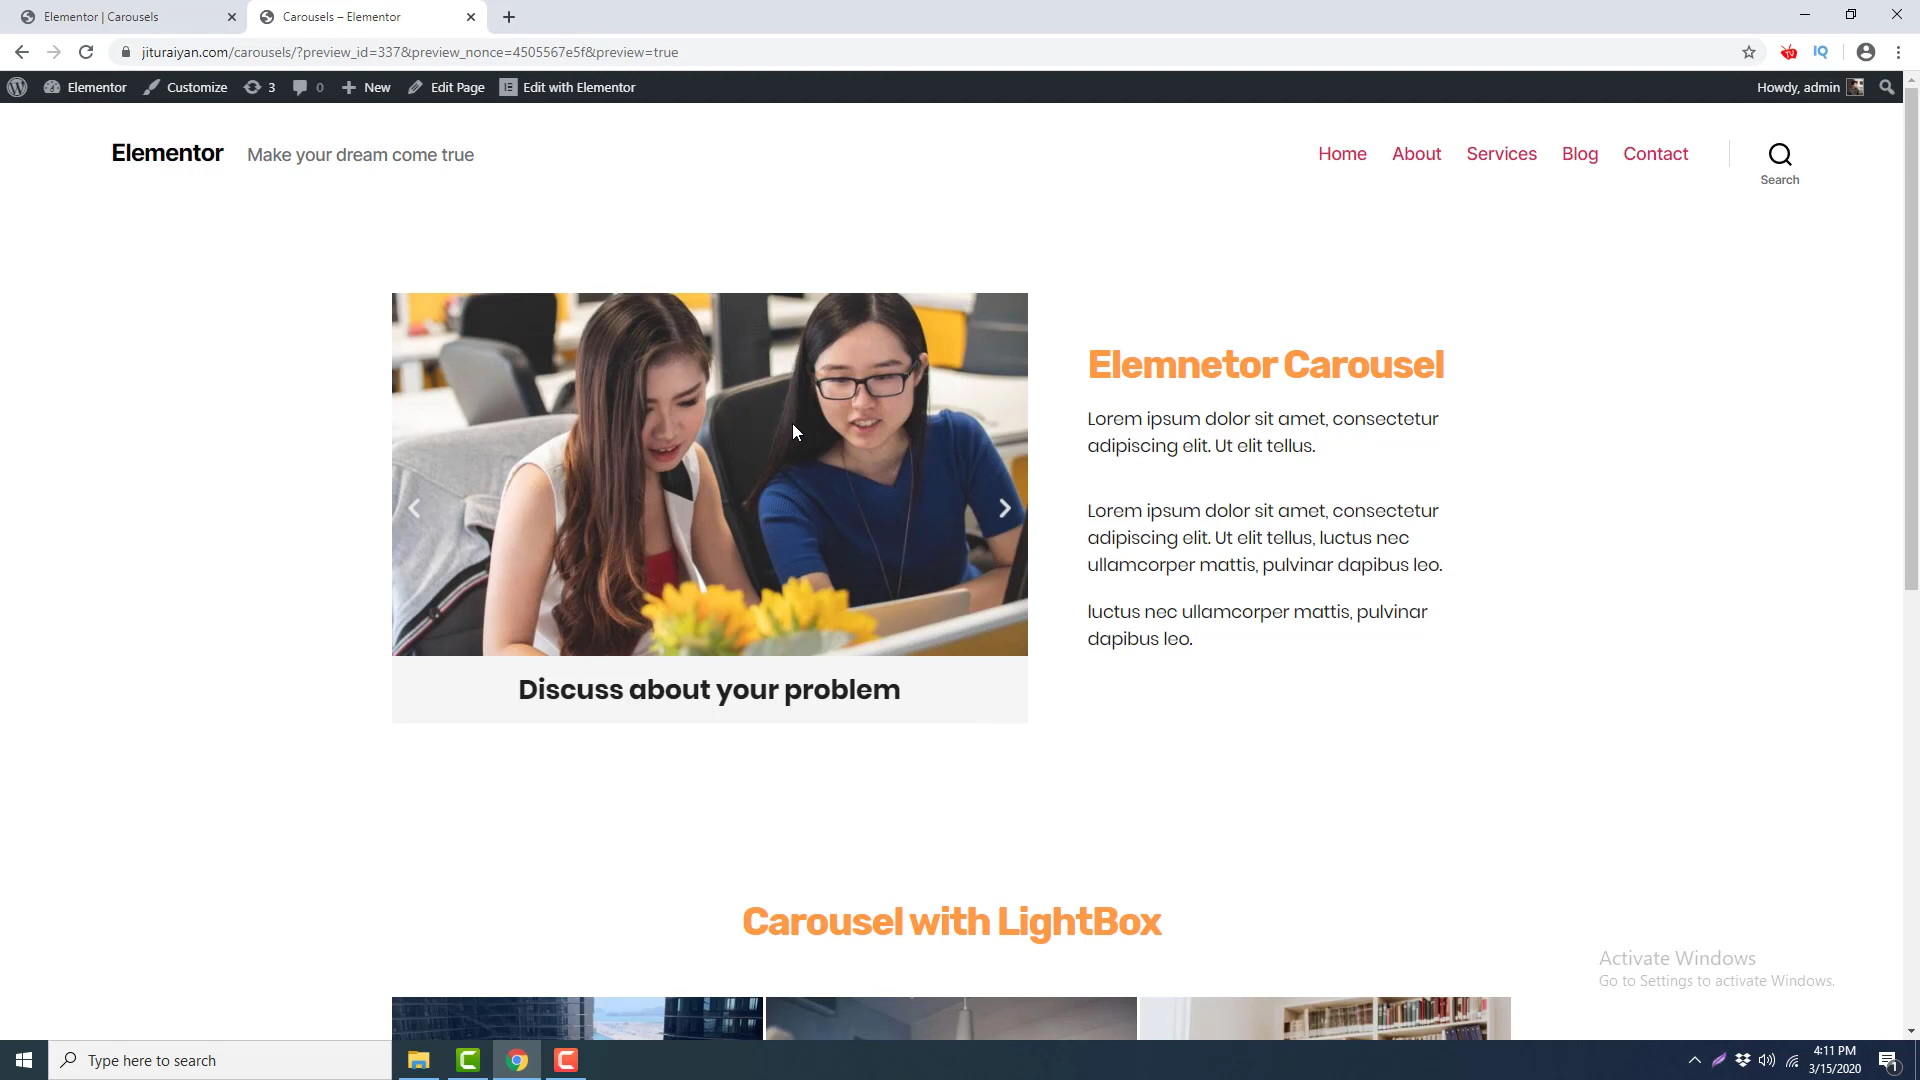 Elementor | Carousels
Carousels – Elementor
jituraiyan.com/carousels/?preview_id=337&preview_nonce=4505567e5f&preview=true
Elementor Customize 3 0 New Edit Page Edit with Elementor Howdy, admin
Elementor Make your dream come true
Home About Services Blog Contact
Search
Elemnetor Carousel
Lorem ipsum dolor sit amet, consectetur
adipiscing elit. Ut elit tellus.
Lorem ipsum dolor sit amet, consectetur
adipiscing elit. Ut elit tellus, luctus nec
ullamcorper mattis, pulvinar dapibus leo.
luctus nec ullamcorper mattis, pulvinar
dapibus leo.
Discuss about your problem
Carousel with LightBox
Activate Windows
Go to Settings to activate Windows.
Type here to search
4:11 PM
3/15/2020
1